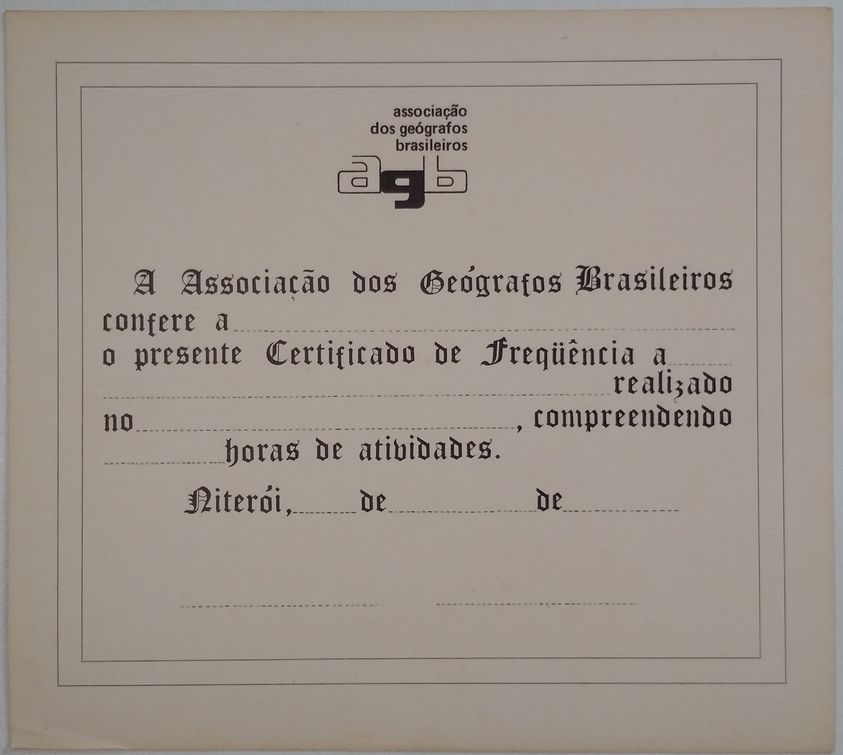 associação
dos geógrafos
brasileiros
agb
A Associação dos Geógrafos Brasileiros
confere a
o presente Certificado de Freqüência a
realizado
no , compreendendo
horas de atividades.
Niterói, de de